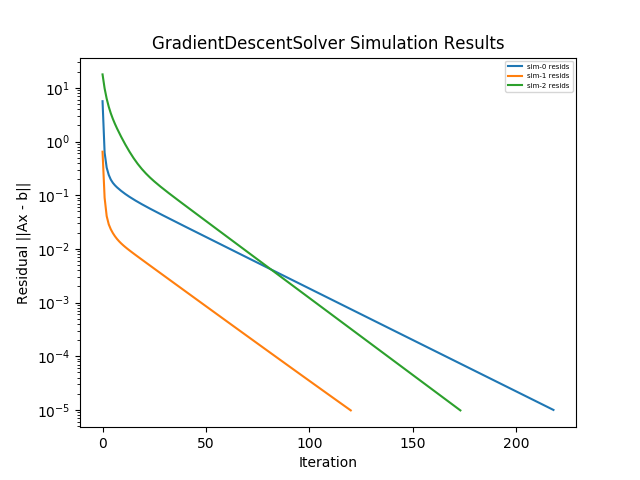 GradientDescentSolver Simulation Results
sim-0 resids
sim-1 resids
sim-2 resids
Residual ||Ax - b||
10¹
10⁰
10⁻¹
10⁻²
10⁻³
10⁻⁴
10⁻⁵
0 50 100 150 200
Iteration